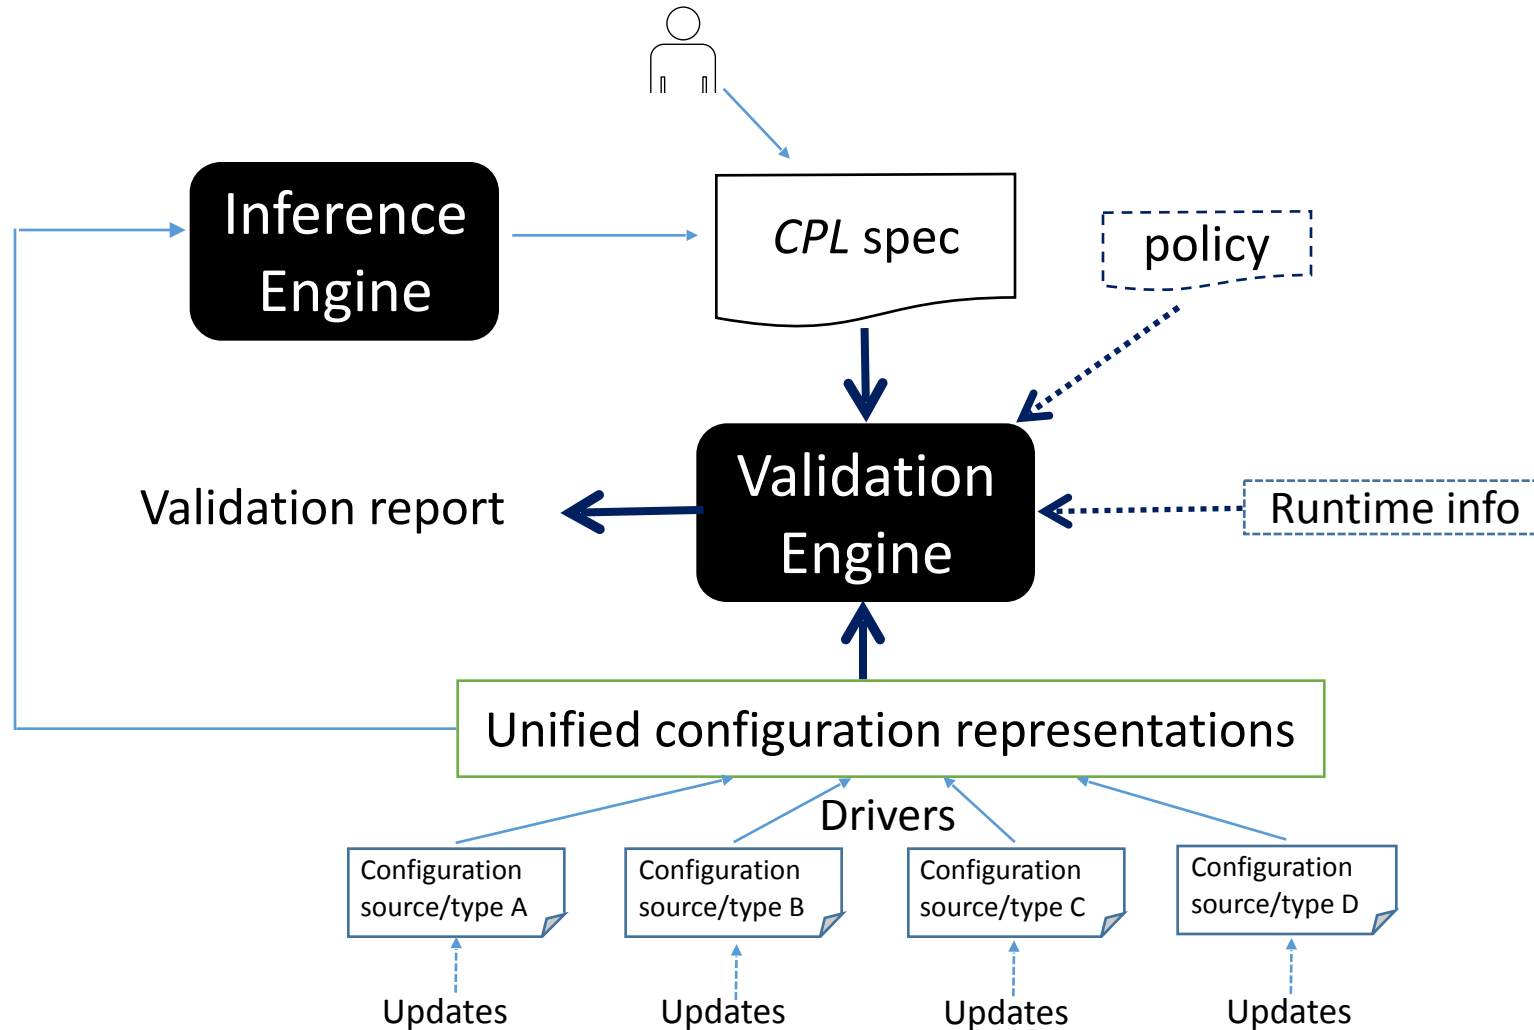 Inference
Engine
CPL spec
policy
Validation report
Validation
Engine
Runtime info
Unified configuration representations
Drivers
Configuration
source/type A
Configuration
source/type B
Configuration
source/type C
Configuration
source/type D
Updates
Updates
Updates
Updates